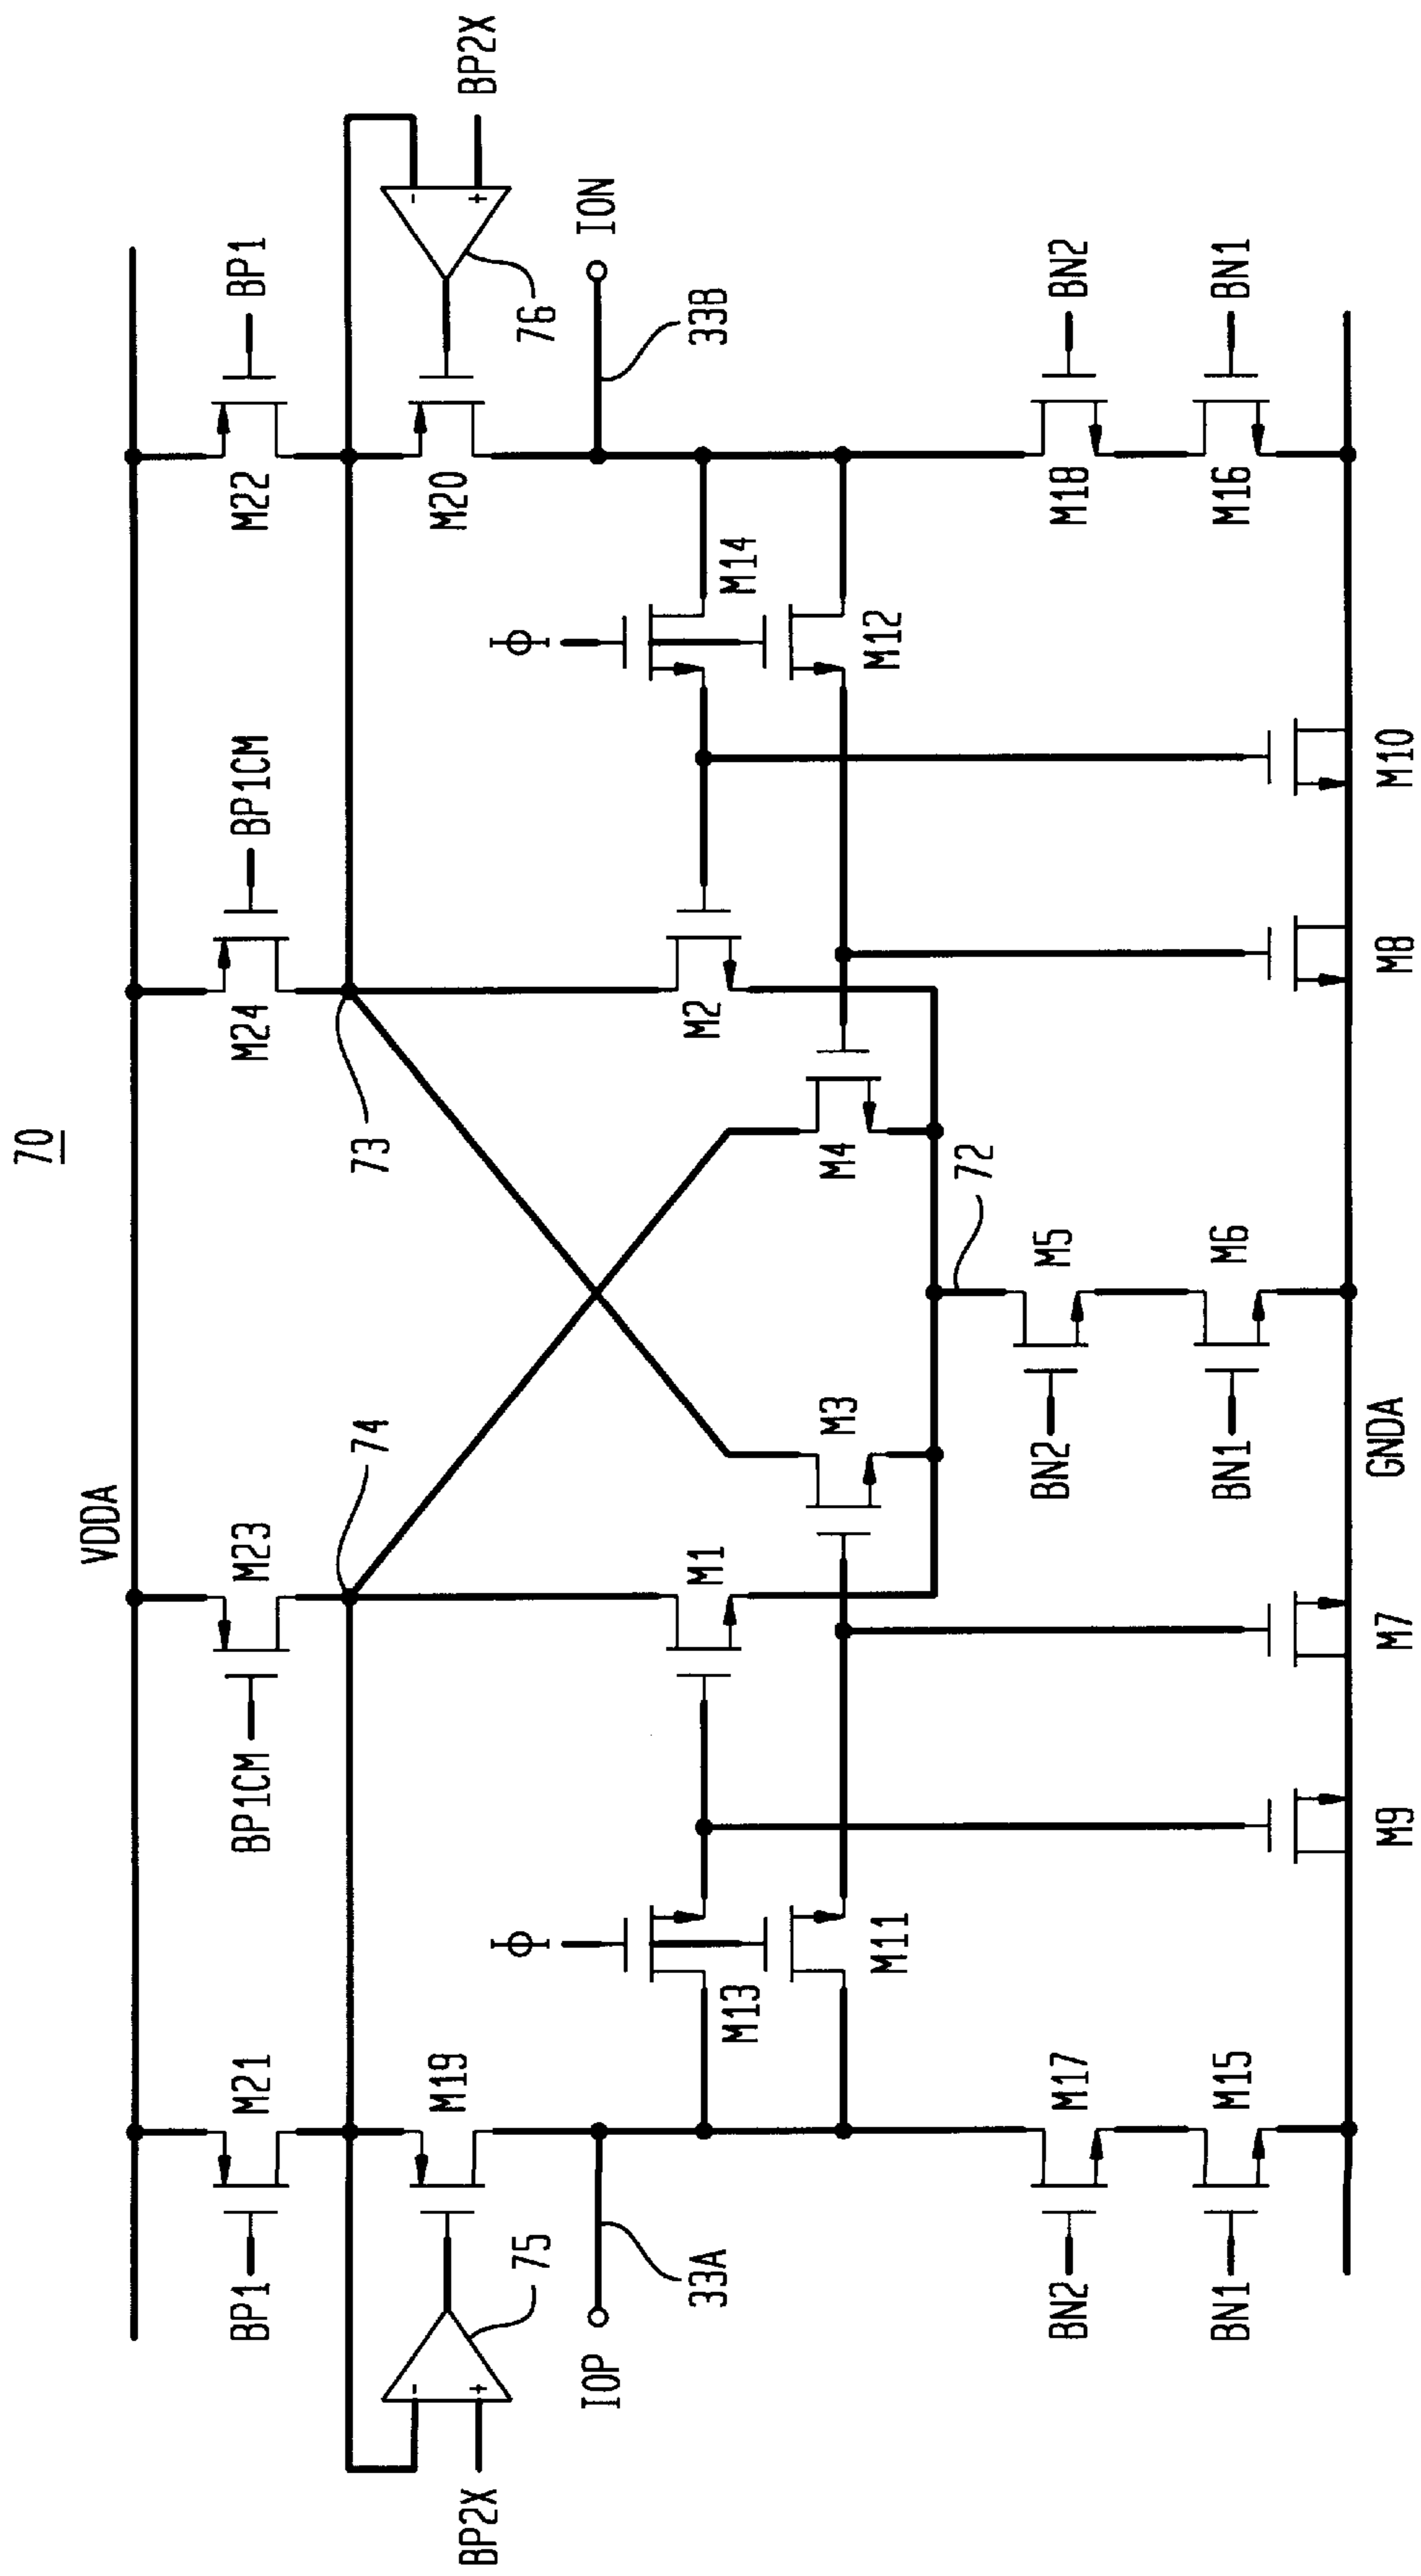 70
VDDA
BP1
M21
BP1CM
M23
74
M24
BP1CM
M22
BP1
73
BP2X
-
+
75
M19
M20
76
-
+
BP2X
IOP
33A
ION
33B
Φ
M13
M11
M1
M3
M4
M2
Φ
M14
M12
72
BN2
M17
BN2
M5
M18
BN2
BN1
M15
BN1
M6
M16
BN1
M9
M7
GNDA
M8
M10